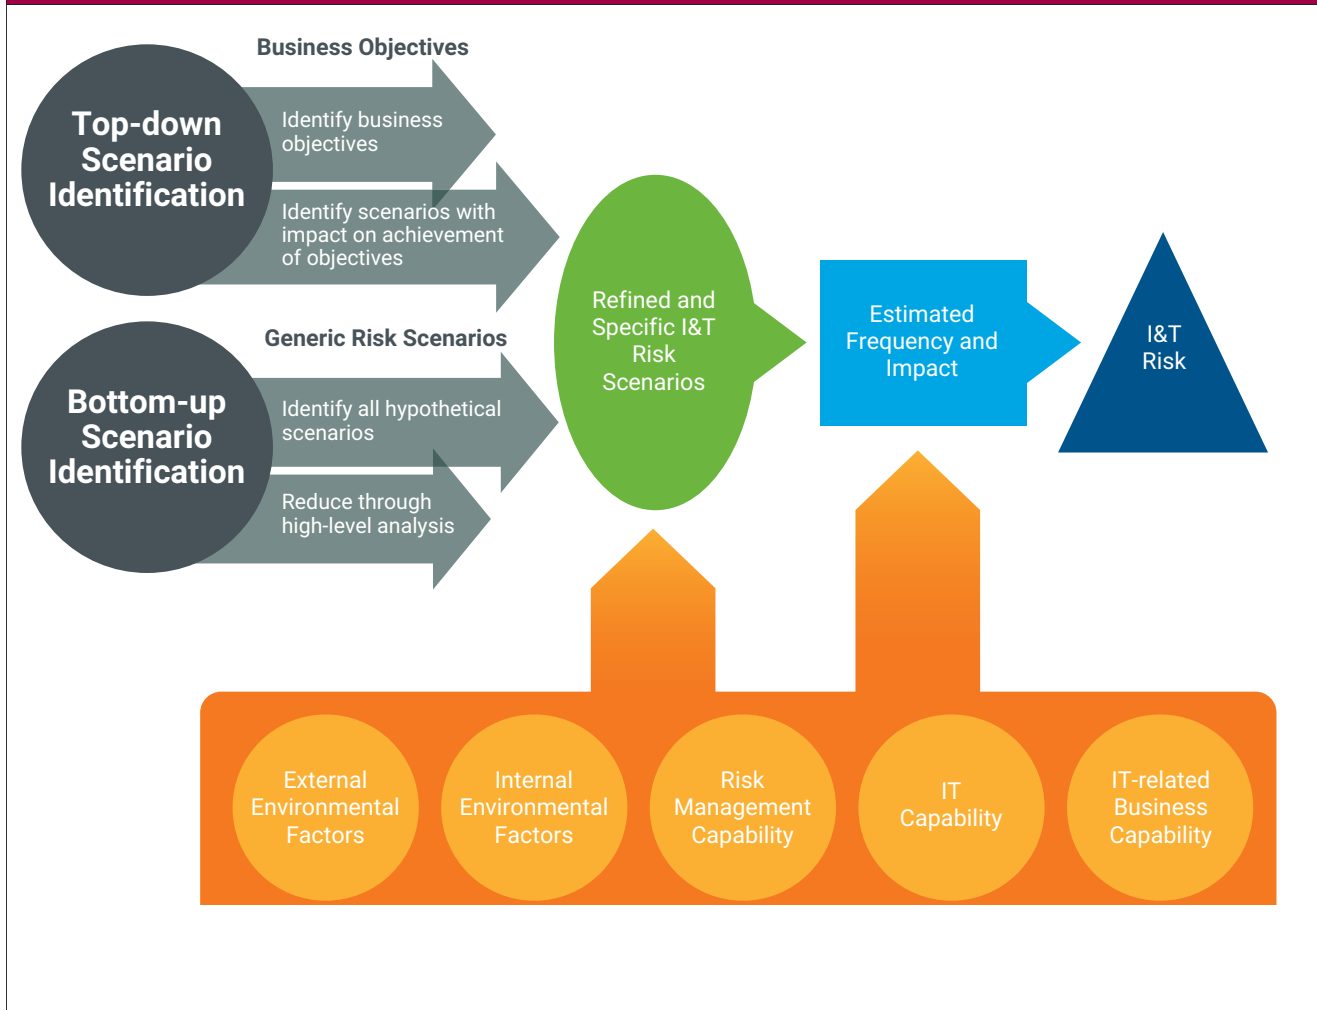 Business Objectives
Top-down
Scenario
Identification
Identify business
objectives
Identify scenarios with
impact on achievement
of objectives
Generic Risk Scenarios
Bottom-up
Scenario
Identification
Identify all hypothetical
scenarios
Reduce through
high-level analysis
Refined and
Specific I&T
Risk
Scenarios
Estimated
Frequency and
Impact
I&T
Risk
External
Environmental
Factors
Internal
Environmental
Factors
Risk
Management
Capability
IT
Capability
IT-related
Business
Capability